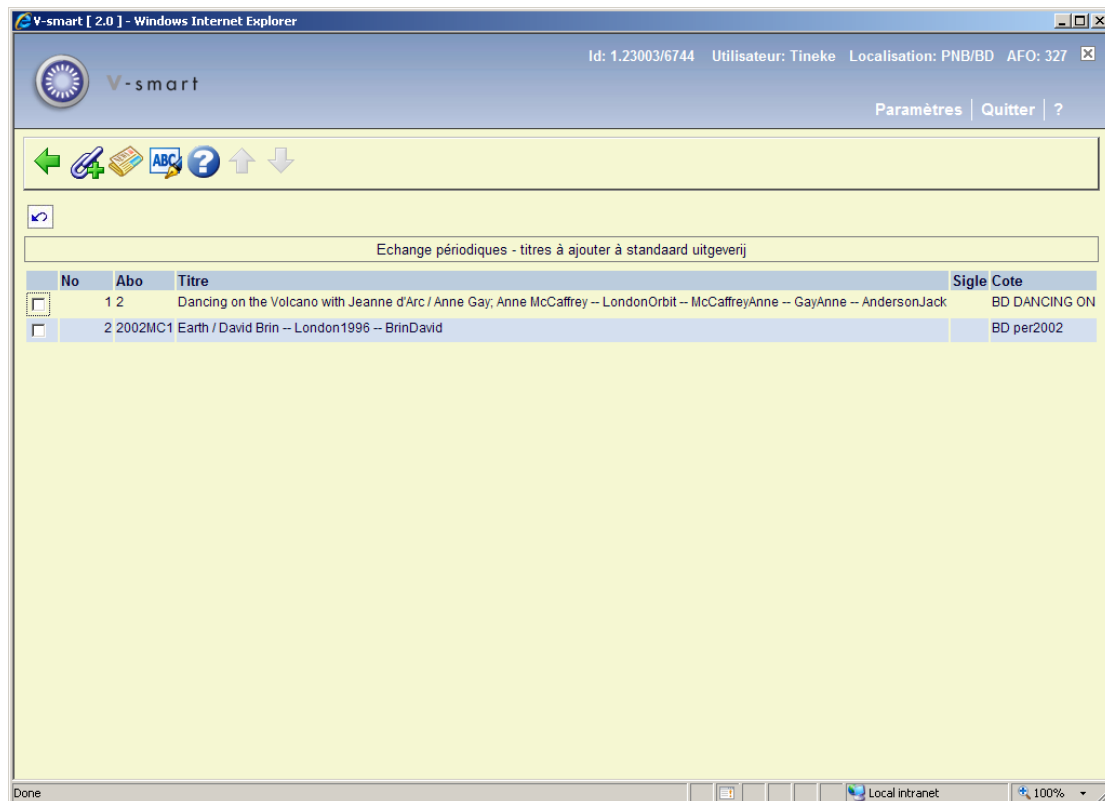 V-smart [ 2.0 ] - Windows Internet Explorer
Id: 1.23003/6744 Utilisateur: Tineke Localisation: PNB/BD AFO: 327
V-smart
Paramètres Quitter ?
ABC ?
Echange périodiques - titres à ajouter à standaard uitgeverij
No Abo Titre Sigle Cote
1 2 Dancing on the Volcano with Jeanne d'Arc / Anne Gay; Anne McCaffrey -- LondonOrbit -- McCaffreyAnne -- GayAnne -- AndersonJack BD DANCING ON
2 2002MC1 Earth / David Brin -- London1996 -- BrinDavid BD per2002
Done Local intranet 100%